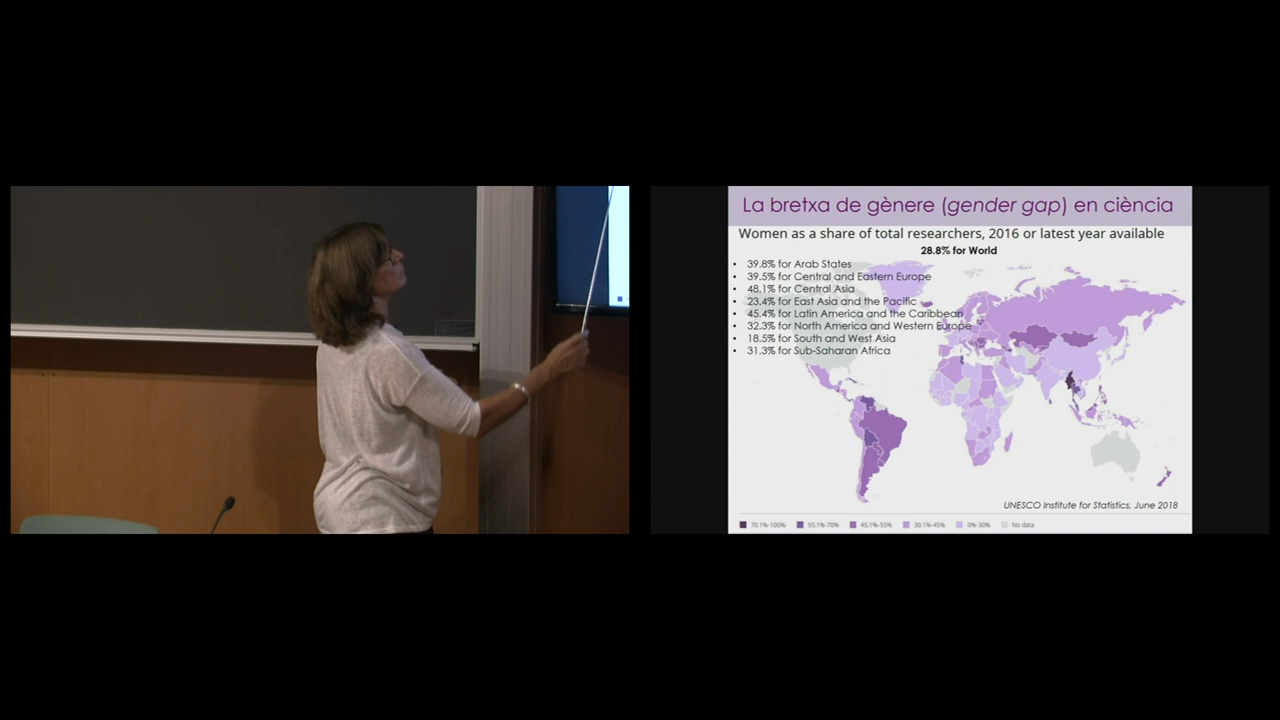 La bretxa de gènere (gender gap) en ciència
Women as a share of total researchers, 2016 or latest year available
28.8% for World
• 39.8% for Arab States
• 39.5% for Central and Eastern Europe
• 48.1% for Central Asia
• 23.4% for East Asia and the Pacific
• 45.4% for Latin America and the Caribbean
• 32.3% for North America and Western Europe
• 18.5% for South and West Asia
• 31.3% for Sub-Saharan Africa
UNESCO Institute for Statistics, June 2018
70.1%-100% 55.1%-70% 45.1%-55% 30.1%-45% 0%-30% No data